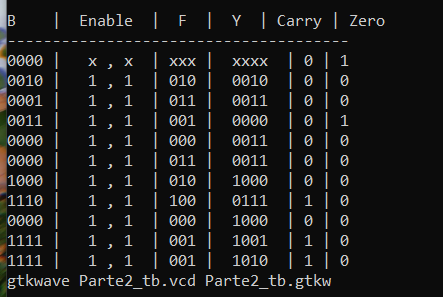 B | Enable | F | Y | Carry | Zero
--------------------------------------
0000 | x , x | xxx | xxxx | 0 | 1
0010 | 1 , 1 | 010 | 0010 | 0 | 0
0001 | 1 , 1 | 011 | 0011 | 0 | 0
0011 | 1 , 1 | 001 | 0000 | 0 | 1
0000 | 1 , 1 | 000 | 0011 | 0 | 0
0000 | 1 , 1 | 011 | 0011 | 0 | 0
1000 | 1 , 1 | 010 | 1000 | 0 | 0
1110 | 1 , 1 | 100 | 0111 | 1 | 0
0000 | 1 , 1 | 000 | 1000 | 0 | 0
1111 | 1 , 1 | 001 | 1001 | 1 | 0
1111 | 1 , 1 | 001 | 1010 | 1 | 0
gtkwave Parte2_tb.vcd Parte2_tb.gtkw